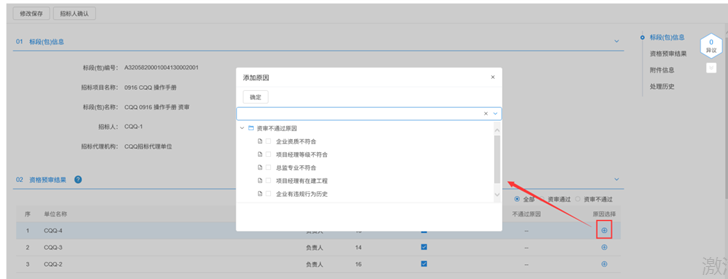 修改保存 招标人确认
01 标段(包)信息
标段(包)编号： A3205820001004130002001
招标项目名称： 0916 CQQ 操作手册
标段(包)名称： CQQ 0916 操作手册 资审
招标人： CQQ-1
招标代理机构： CQQ招标代理单位
标段(包)信息
资格预审结果
附件信息
处理历史
0
异议
添加原因 ×
确定
资审不通过原因
企业资质不符合
项目经理等级不符合
总监专业不符合
项目经理有在建工程
企业有违规行为历史
02 资格预审结果 ?
全部 资审通过 资审不通过
序 单位名称 不通过原因 原因选择
1 CQQ-4 负责人 --
2 CQQ-3 负责人 14 --
3 CQQ-2 负责人 16 --
激